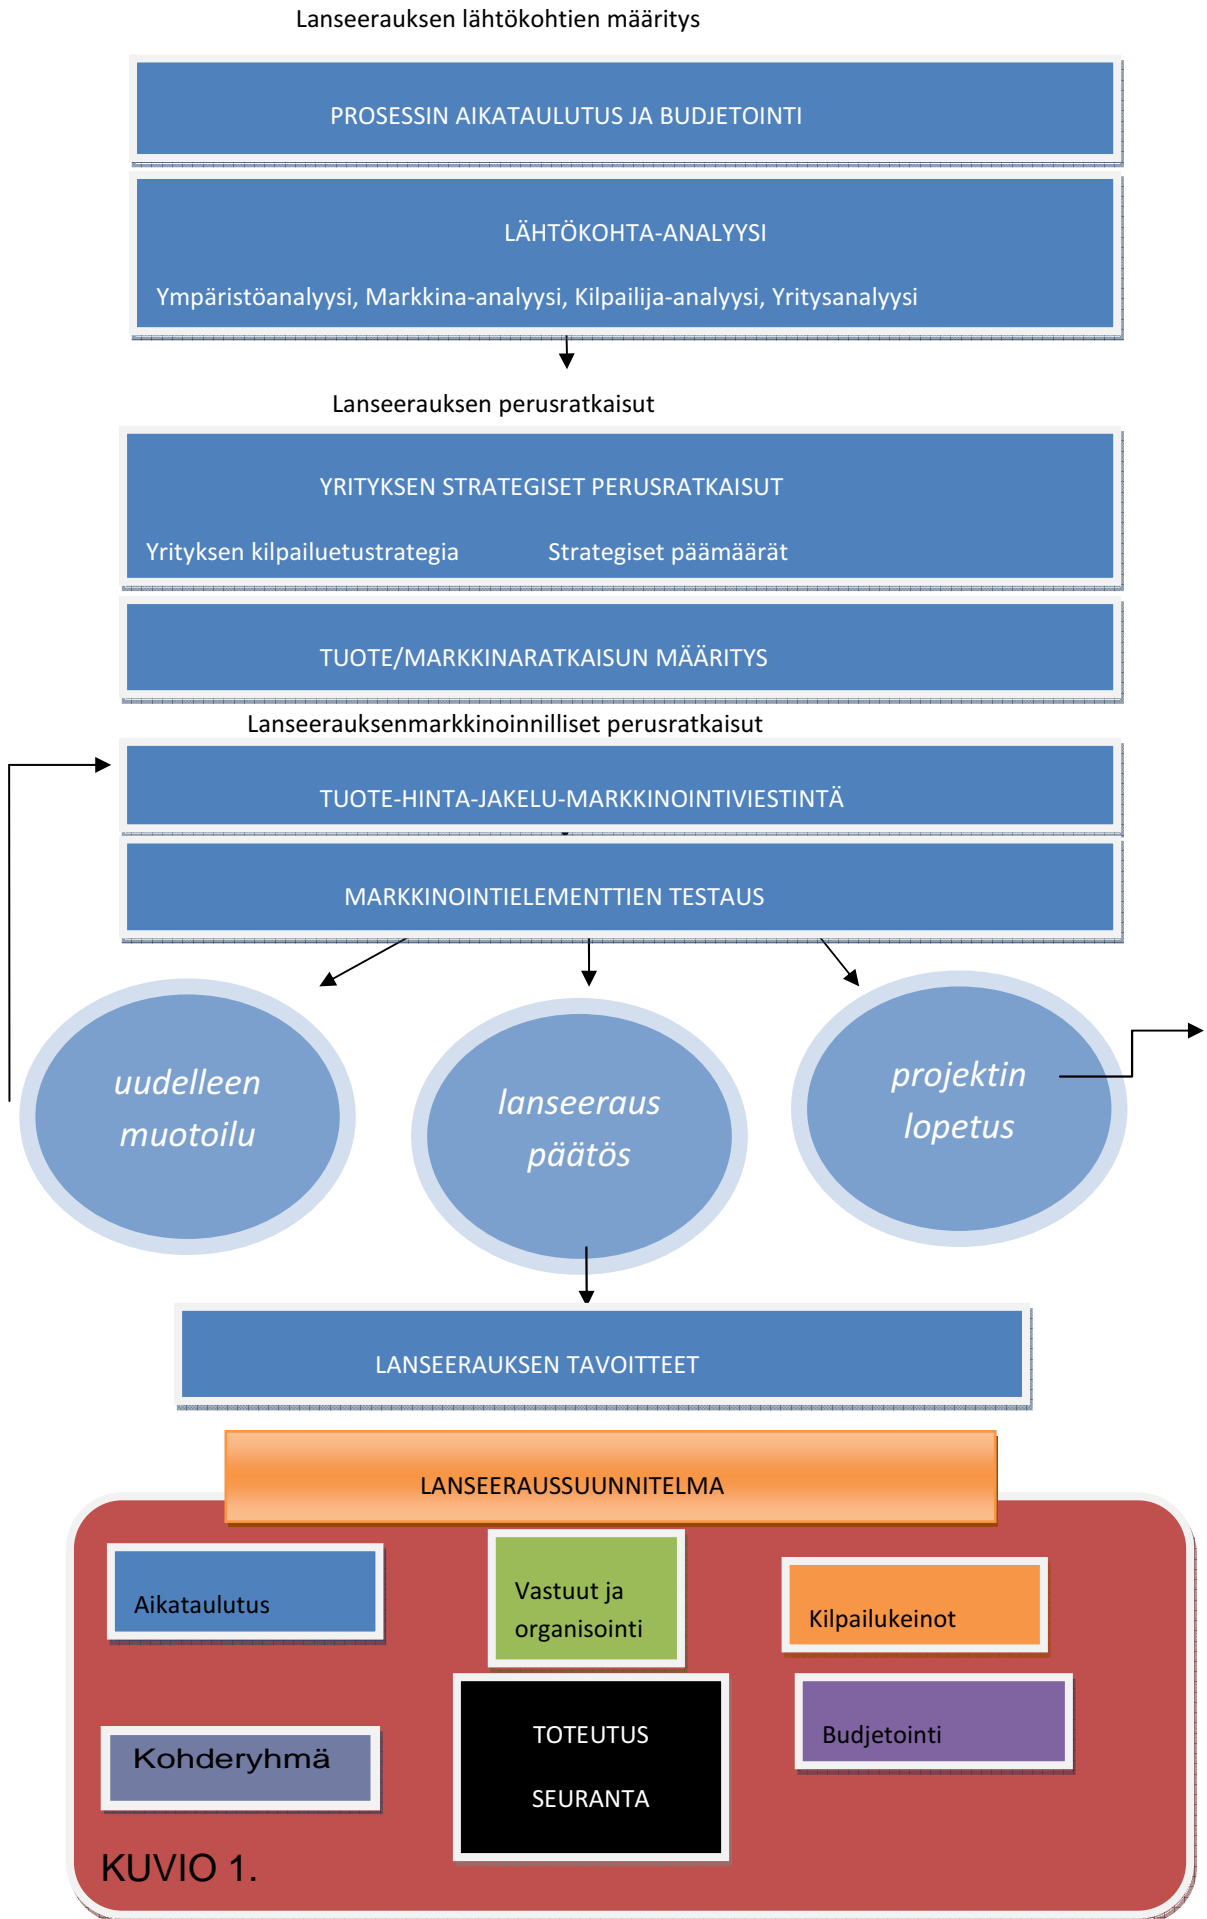 Lanseerauksen lähtökohtien määritys
PROSESSIN AIKATAULUTUS JA BUDJETOINTI
LÄHTÖKOHTA-ANALYYSI
Ympäristöanalyysi, Markkina-analyysi, Kilpailija-analyysi, Yritysanalyysi
Lanseerauksen perusratkaisut
YRITYKSEN STRATEGISET PERUSRATKAISUT
Yrityksen kilpailuetustrategia Strategiset päämäärät
TUOTE/MARKKINARATKAISUN MÄÄRITYS
Lanseerauksenmarkkinoinnilliset perusratkaisut
TUOTE-HINTA-JAKELU-MARKKINOINTIVIESTINTÄ
MARKKINOINTIELEMENTTIEN TESTAUS
uudelleen
muotoilu
lanseeraus
päätös
projektin
lopetus
LANSEERAUKSEN TAVOITTEET
LANSEERAUSSUUNNITELMA
Aikataulutus
Vastuut ja
organisointi
Kilpailukeinot
Kohderyhmä
TOTEUTUS
SEURANTA
Budjetointi
KUVIO 1.